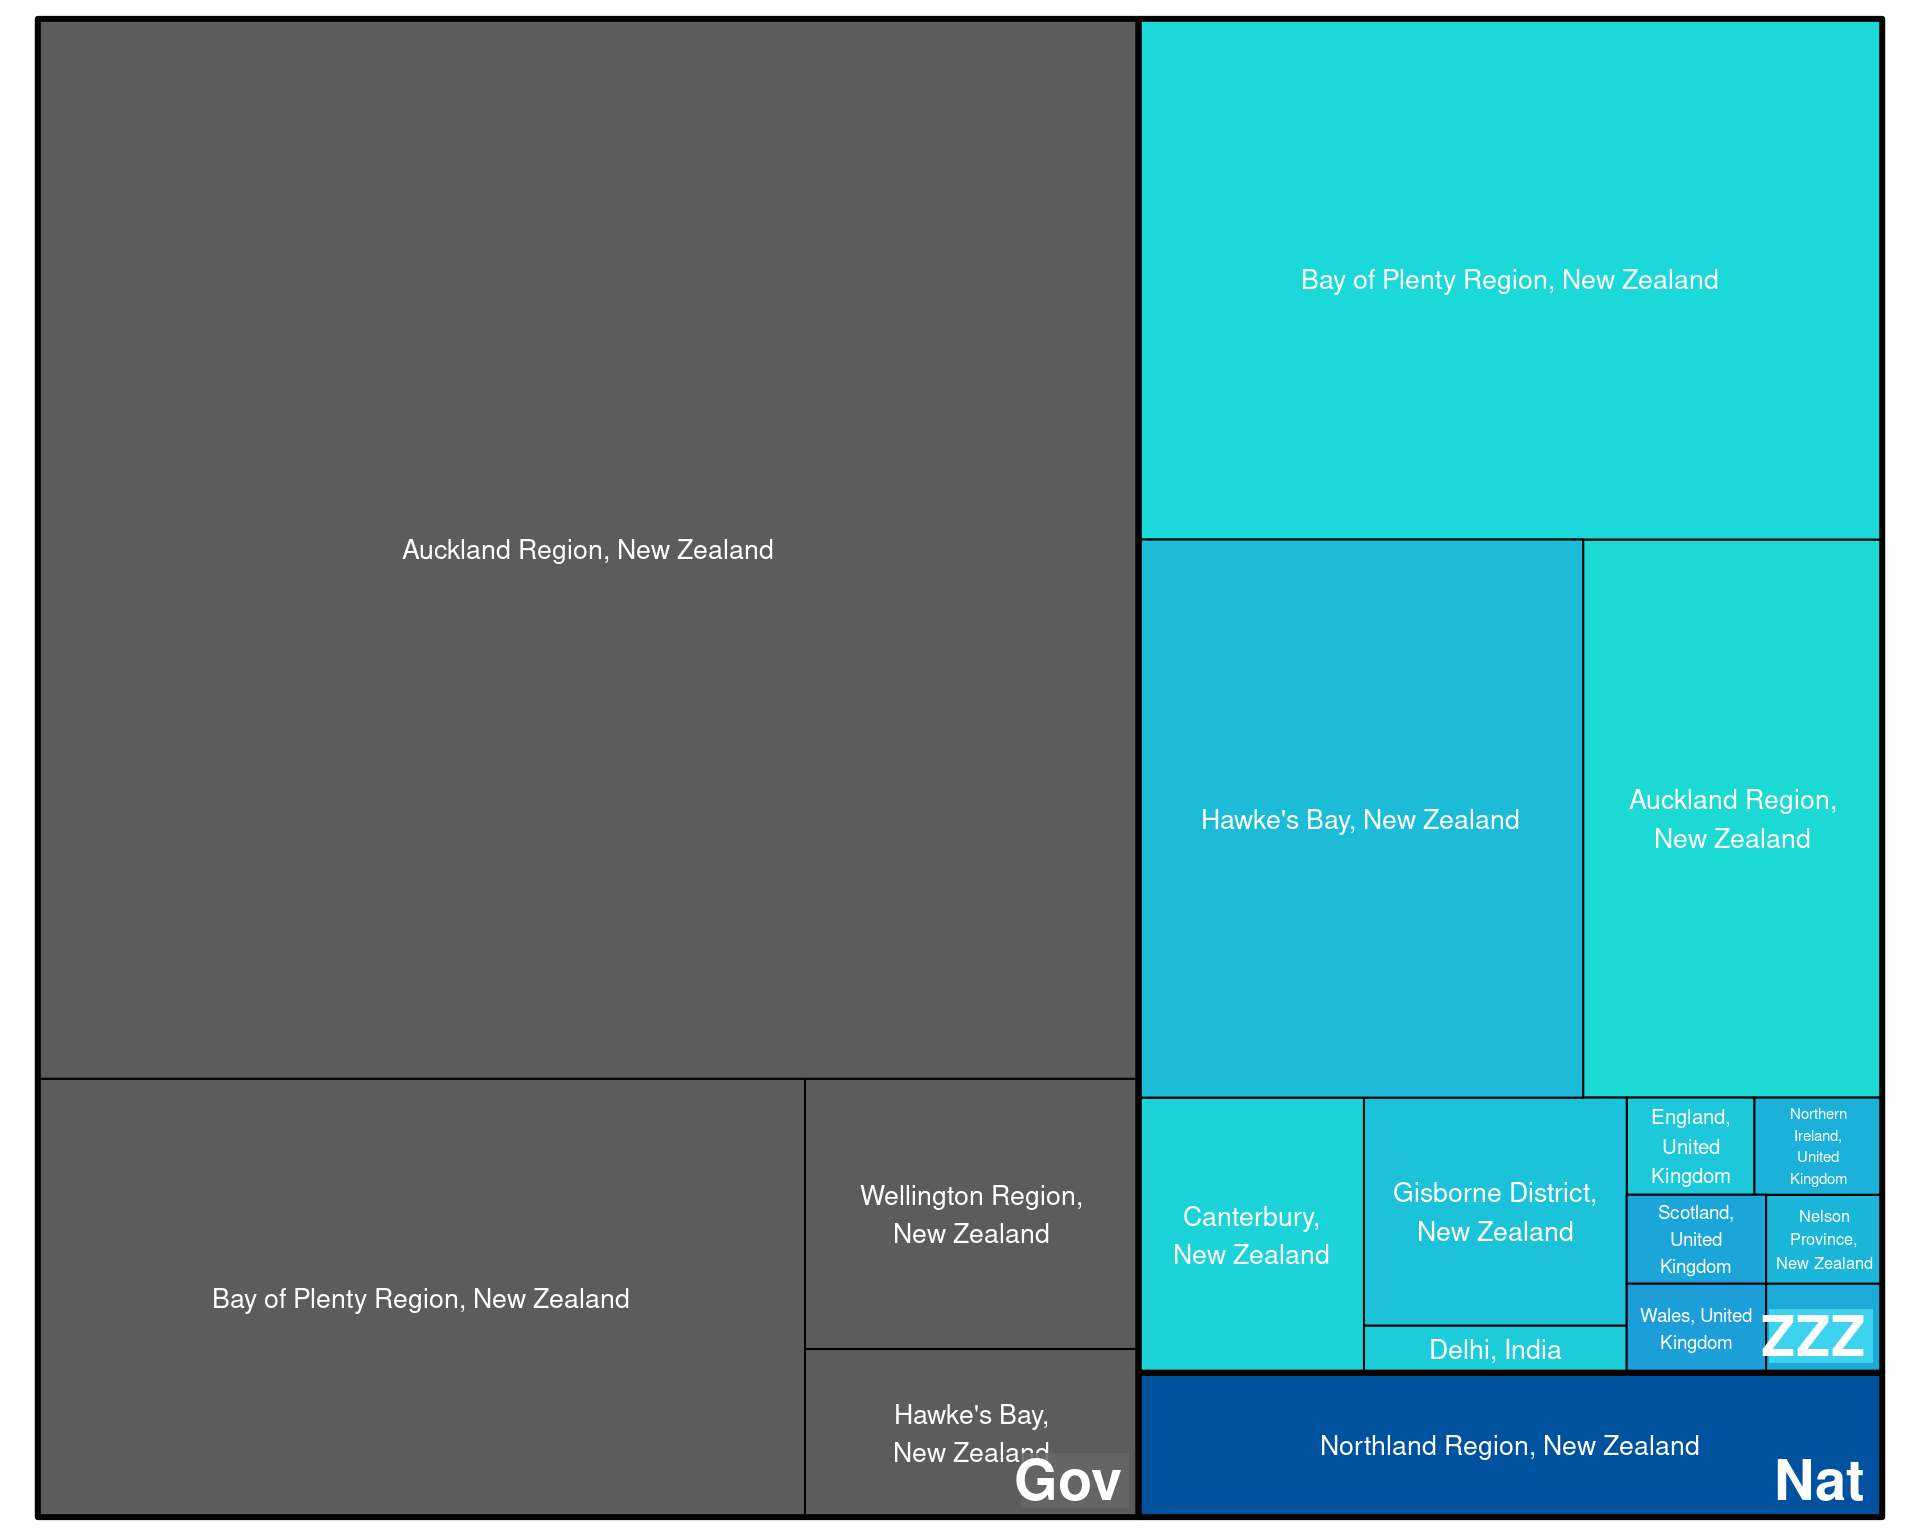 Auckland Region, New Zealand
Bay of Plenty Region, New Zealand
Wellington Region,
New Zealand
Hawke's Bay,
New Zealand
Gov
Bay of Plenty Region, New Zealand
Hawke's Bay, New Zealand
Auckland Region,
New Zealand
Canterbury,
New Zealand
Gisborne District,
New Zealand
Delhi, India
England,
United
Kingdom
Northern
Ireland,
United
Kingdom
Scotland,
United
Kingdom
Nelson
Province,
New Zealand
Wales, United
Kingdom
ZZZ
Northland Region, New Zealand
Nat